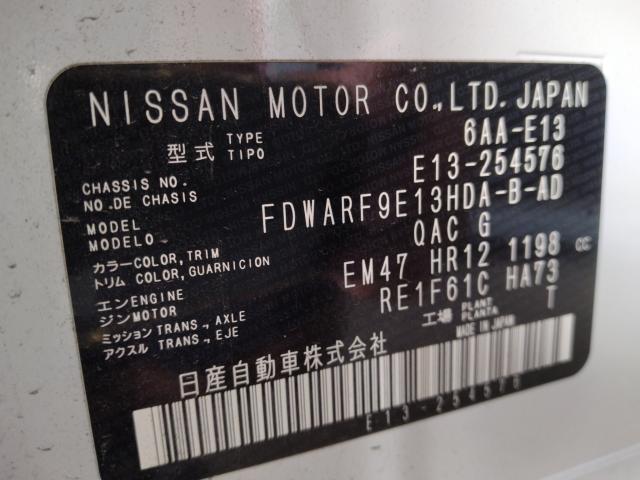 NISSAN MOTOR CO.,LTD. JAPAN
型式 TYPE TIPO 6AA-E13
CHASSIS NO. NO.DE CHASIS E13-254576
MODEL MODELO FDWARF9E13HDA-B-AD
カラー COLOR, TRIM トリム COLOR, GUARNICION QAC G
エンジン ENGINE MOTOR EM47 HR12 1198 cc
ミッション TRANS., AXLE アクスル TRANS., EJE RE1F61C HA73
工場 PLANT PLANTA T
MADE IN JAPAN
日産自動車株式会社
E13-254576